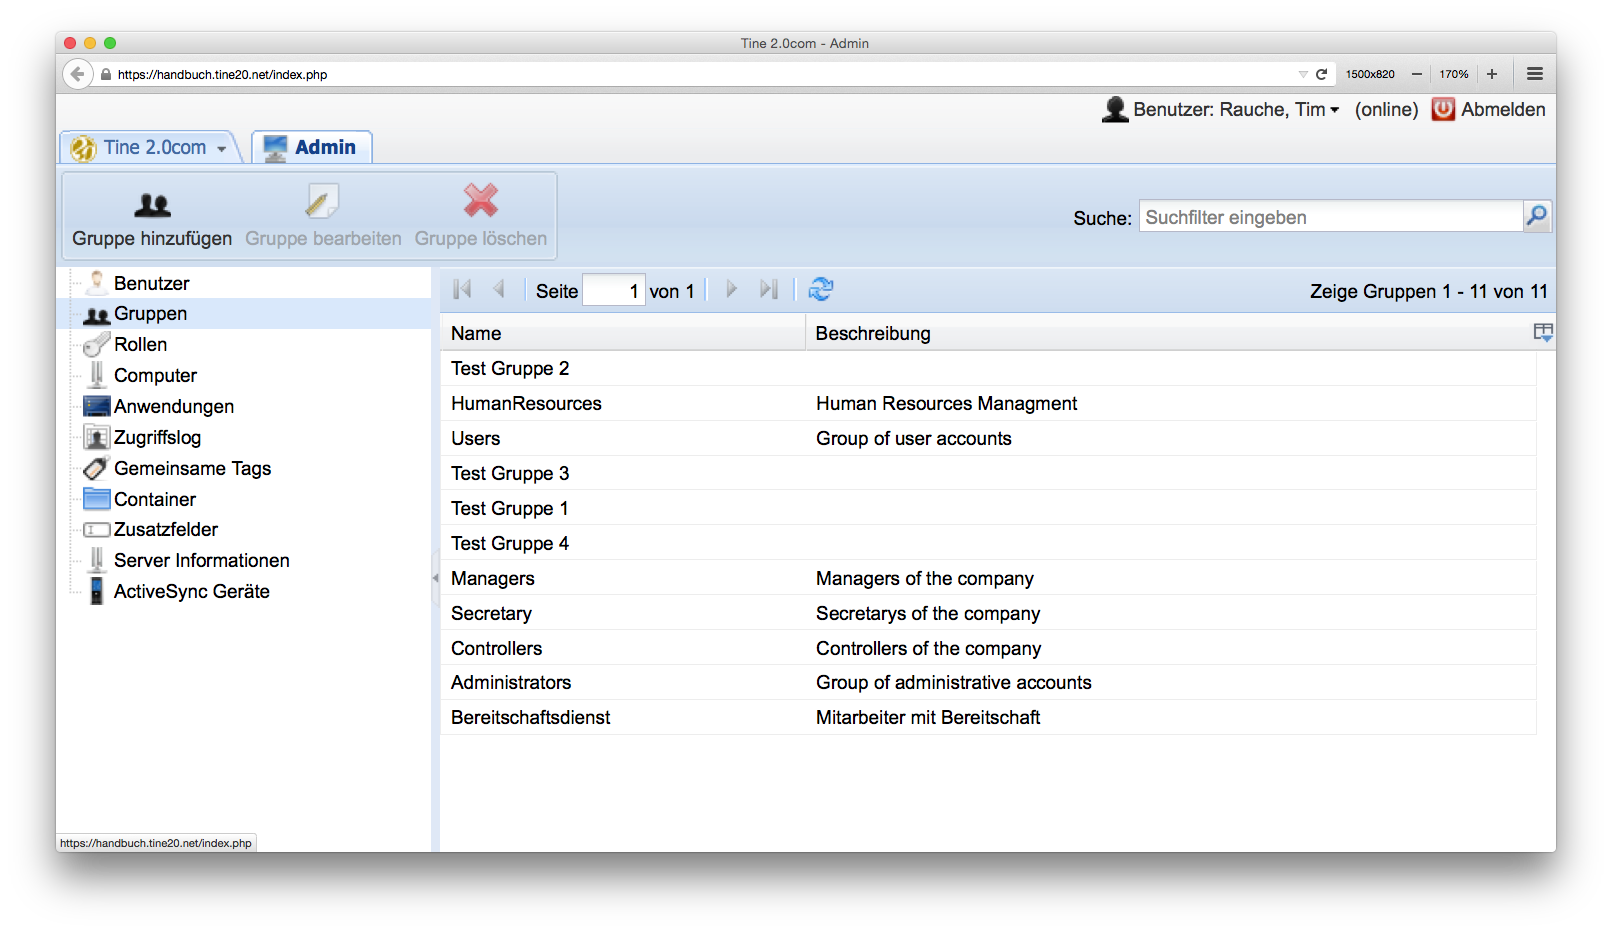 Tine 2.0com - Admin
https://handbuch.tine20.net/index.php
1500x820
170%
Benutzer: Rauche, Tim
(online)
Abmelden
Tine 2.0com
Admin
Gruppe hinzufügen
Gruppe bearbeiten
Gruppe löschen
Suche:
Suchfilter eingeben
Benutzer
Gruppen
Rollen
Computer
Anwendungen
Zugriffslog
Gemeinsame Tags
Container
Zusatzfelder
Server Informationen
ActiveSync Geräte
Seite 1 von 1
Zeige Gruppen 1 - 11 von 11
Name Beschreibung
Test Gruppe 2
HumanResources Human Resources Managment
Users Group of user accounts
Test Gruppe 3
Test Gruppe 1
Test Gruppe 4
Managers Managers of the company
Secretary Secretarys of the company
Controllers Controllers of the company
Administrators Group of administrative accounts
Bereitschaftsdienst Mitarbeiter mit Bereitschaft
https://handbuch.tine20.net/index.php